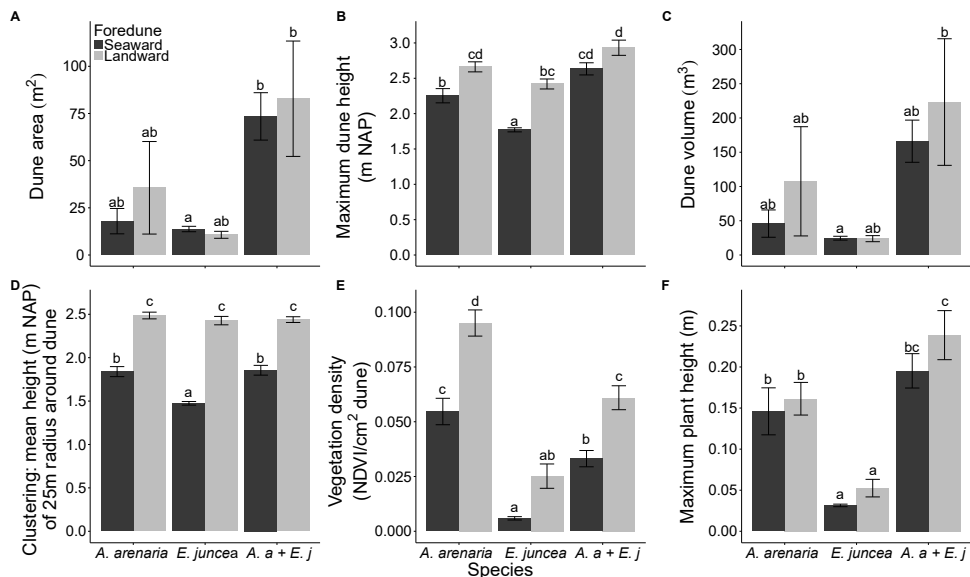 A
Foredune
Seaward
Landward
Dune area (m²)
100
75
50
25
0
ab
ab
a
ab
b
b
B
Maximum dune height
(m NAP)
3.0
2.5
2.0
1.5
1.0
0.5
0.0
b
cd
a
bc
cd
d
C
Dune volume (m³)
300
250
200
150
100
50
0
ab
ab
a
ab
b
b
D
Clustering: mean height (m NAP)
of 25m radius around dune
2.5
2.0
1.5
1.0
0.5
0.0
b
c
a
c
b
c
A. arenaria E. juncea A. a + E. j
E
Vegetation density
(NDVI/cm² dune)
0.100
0.075
0.050
0.025
0.000
c
d
a
ab
b
c
A. arenaria E. juncea A. a + E. j
Species
F
Maximum plant height (m)
0.25
0.20
0.15
0.10
0.05
0.00
b
b
a
a
bc
c
A. arenaria E. juncea A. a + E. j